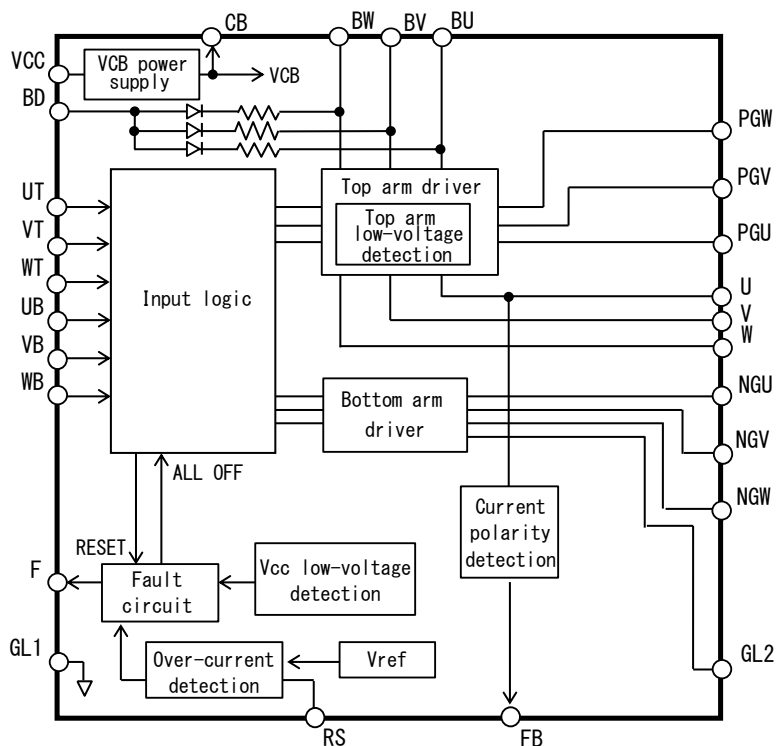 CB
BW
BV
BU
VCC
VCB power
supply
VCB
BD
PGW
Top arm driver
PGV
UT
Top arm
low-voltage
detection
VT
PGU
WT
Input logic
U
UB
V
W
VB
WB
Bottom arm
driver
NGU
NGV
ALL OFF
Current
polarity
detection
NGW
RESET
F
Fault
circuit
Vcc low-voltage
detection
GL1
Over-current
detection
Vref
GL2
RS
FB